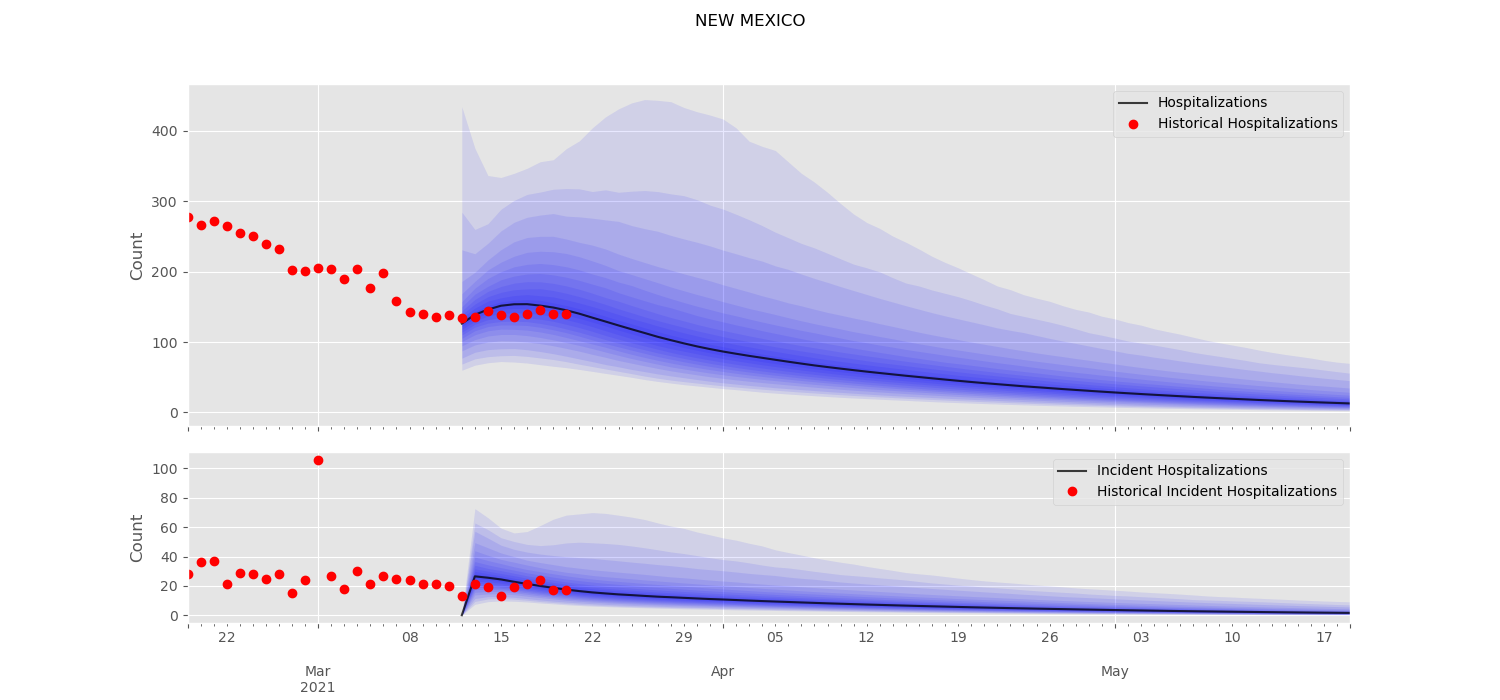 NEW MEXICO
Hospitalizations
Historical Hospitalizations
Count
400
300
200
100
0
Incident Hospitalizations
Historical Incident Hospitalizations
Count
100
80
60
40
20
0
22 08 15 22 29 05 12 19 26 03 10 17
Mar Apr May
2021